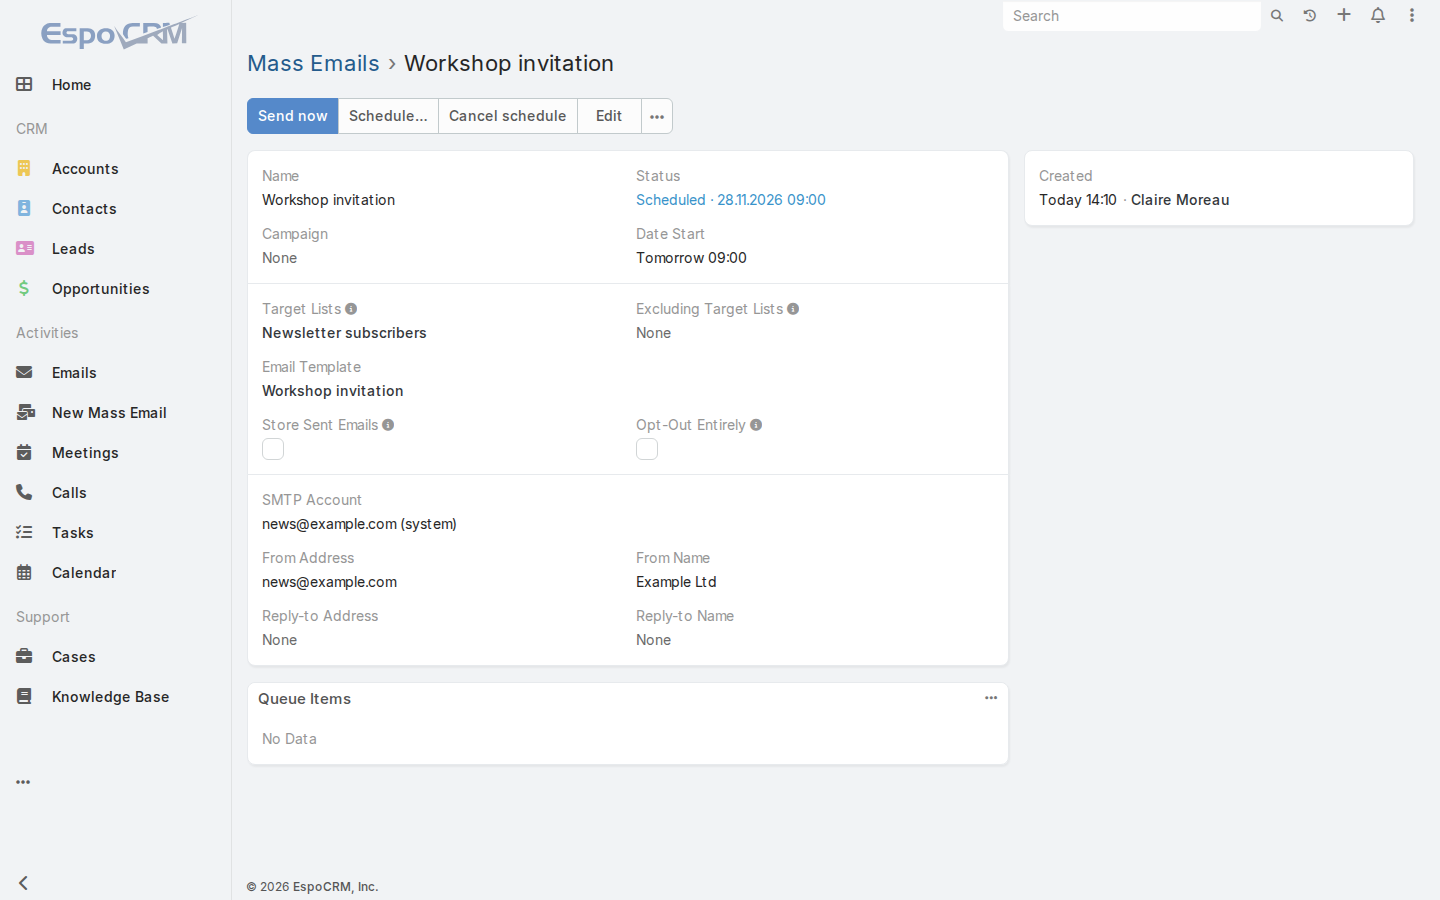 EspoCRM
Search
Home
CRM
Accounts
Contacts
Leads
Opportunities
Activities
Emails
New Mass Email
Meetings
Calls
Tasks
Calendar
Support
Cases
Knowledge Base
Mass Emails › Workshop invitation
Send now
Schedule...
Cancel schedule
Edit
Name
Workshop invitation
Status
Scheduled · 28.11.2026 09:00
Campaign
None
Date Start
Tomorrow 09:00
Target Lists
Newsletter subscribers
Excluding Target Lists
None
Email Template
Workshop invitation
Store Sent Emails
Opt-Out Entirely
SMTP Account
news@example.com (system)
From Address
news@example.com
From Name
Example Ltd
Reply-to Address
None
Reply-to Name
None
Queue Items
No Data
Created
Today 14:10 · Claire Moreau
© 2026 EspoCRM, Inc.